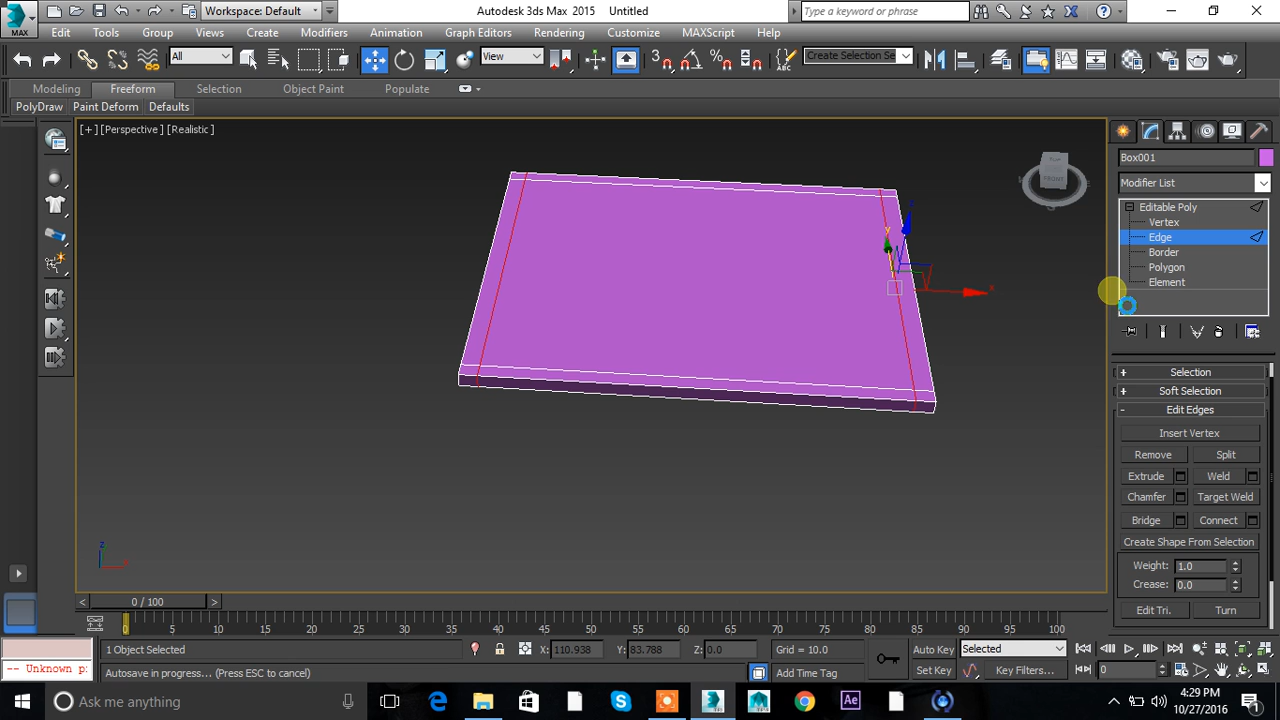 MAX
Workspace: Default
Autodesk 3ds Max 2015 Untitled
Type a keyword or phrase
Edit Tools Group Views Create Modifiers Animation Graph Editors Rendering Customize MAXScript Help
All View Create Selection Se
Modeling Freeform Selection Object Paint Populate
PolyDraw Paint Deform Defaults
[+] [Perspective] [Realistic]
Box001
Modifier List
Editable Poly
Vertex
Edge
Border
Polygon
Element
FRONT
z
y
x
+ Selection
+ Soft Selection
- Edit Edges
Insert Vertex
Remove Split
Extrude Weld
Chamfer Target Weld
Bridge Connect
Create Shape From Selection
Weight: 1.0
Crease: 0.0
Edit Tri. Turn
z
x
< 0 / 100 >
0 5 10 15 20 25 30 35 40 45 50 55 60 65 70 75 80 85 90 95 100
1 Object Selected X: 110.938 Y: 83.788 Z: 0.0 Grid = 10.0 Auto Key Selected
-- Unknown p: Autosave in progress... (Press ESC to cancel) Add Time Tag Set Key Key Filters... 0
Ask me anything
4:29 PM
10/27/2016